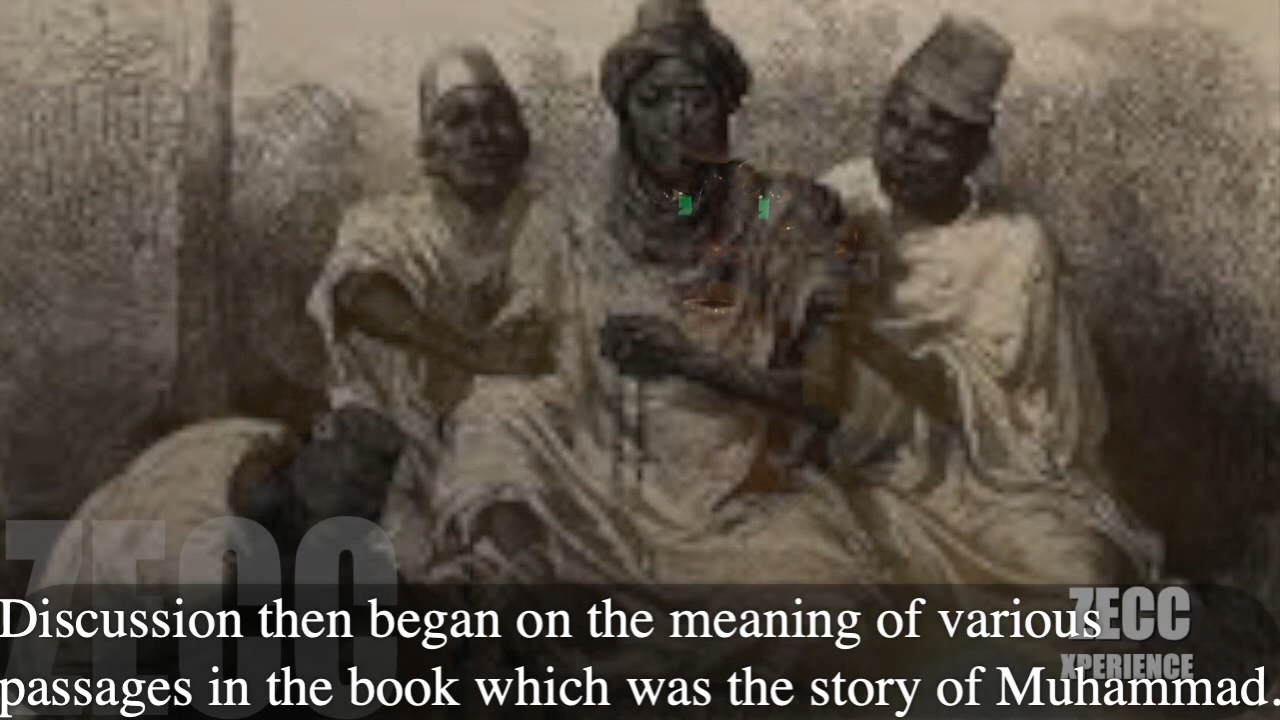 ZECC
Discussion then began on the meaning of various
ZECC
passages in the book which was the story of Muhammad.
XPERIENCE